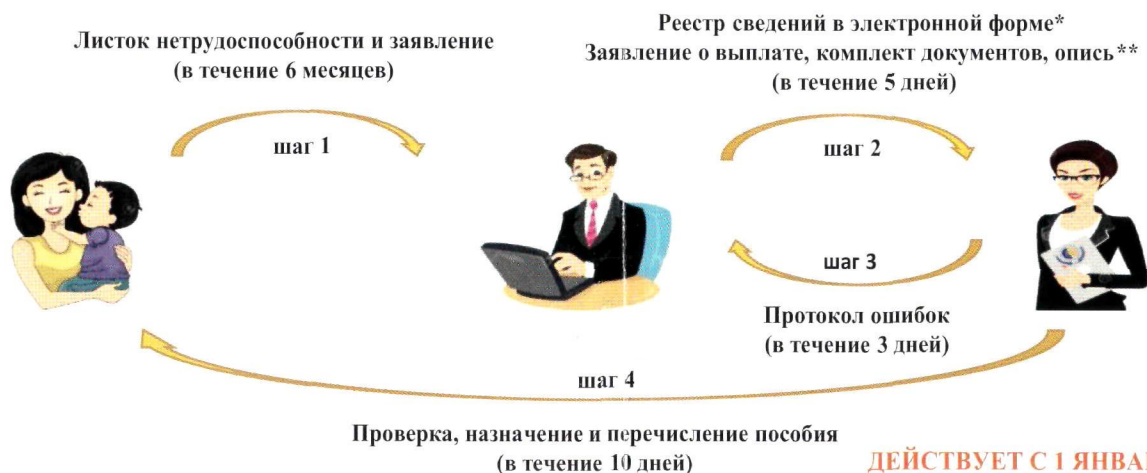 Листок нетрудоспособности и заявление
(в течение 6 месяцев)
Реестр сведений в электронной форме*
Заявление о выплате, комплект документов, опись**
(в течение 5 дней)
шаг 1
шаг 2
шаг 3
Протокол ошибок
(в течение 3 дней)
шаг 4
Проверка, назначение и перечисление пособия
(в течение 10 дней)
ДЕЙСТВУЕТ С 1 ЯНВА